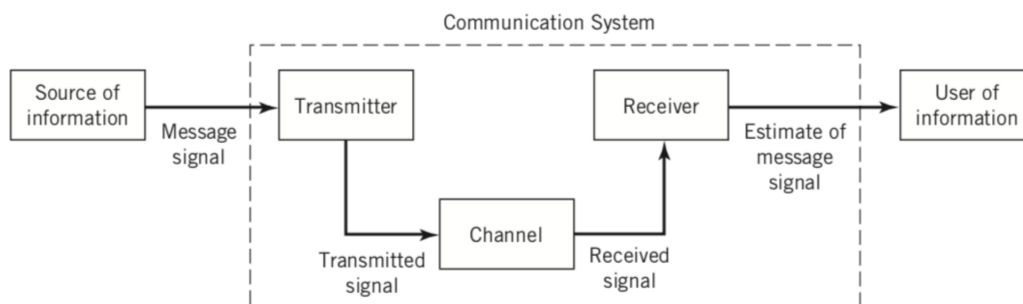 Communication System
Source of
information
Message
signal
Transmitter
Transmitted
signal
Channel
Received
signal
Receiver
Estimate of
message
signal
User of
information